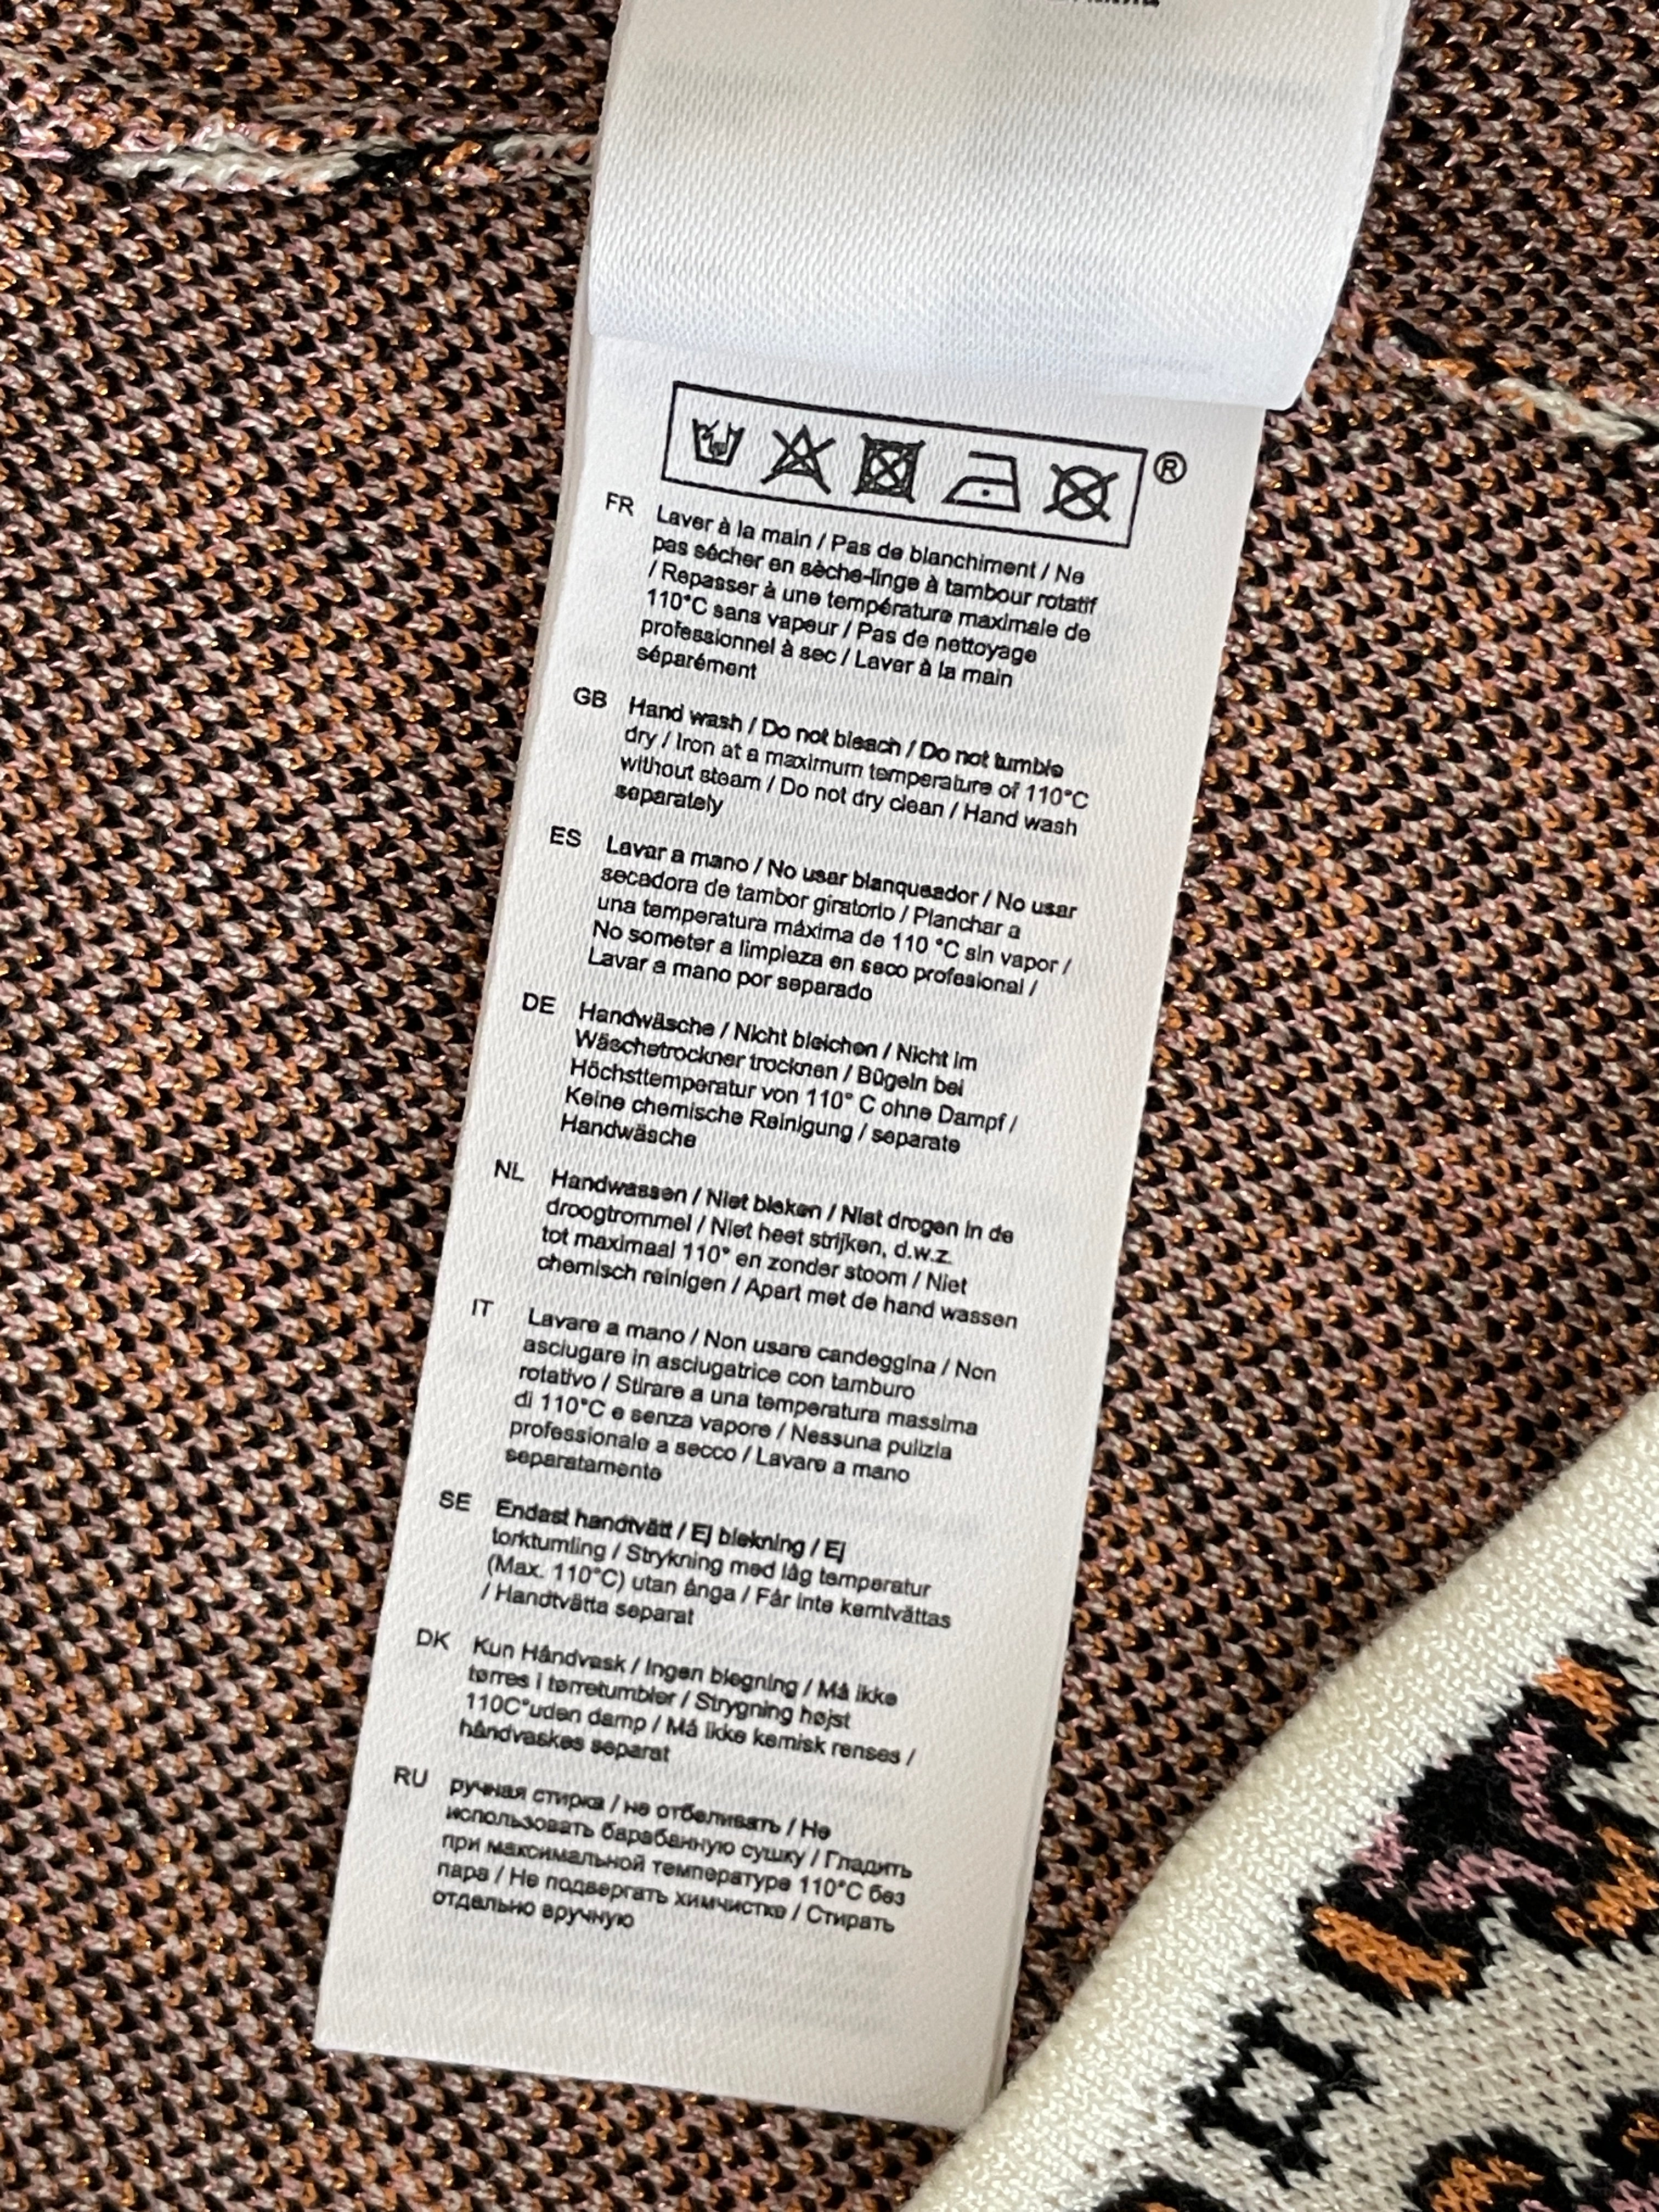 ®
FR Laver à la main / Pas de blanchiment / Ne
pas sécher en sèche-linge à tambour rotatif
/ Repasser à une température maximale de
110°C sans vapeur / Pas de nettoyage
professionnel à sec / Laver à la main
séparément
GB Hand wash / Do not bleach / Do not tumble
dry / Iron at a maximum temperature of 110°C
without steam / Do not dry clean / Hand wash
separately
ES Lavar a mano / No usar blanqueador / No usar
secadora de tambor giratorio / Planchar a
una temperatura máxima de 110 °C sin vapor /
No someter a limpieza en seco profesional /
Lavar a mano por separado
DE Handwäsche / Nicht bleichen / Nicht im
Wäschetrockner trocknen / Bügeln bei
Höchsttemperatur von 110° C ohne Dampf /
Keine chemische Reinigung / separate
Handwäsche
NL Handwassen / Niet bleken / Niet drogen in de
droogtrommel / Niet heet strijken, d.w.z.
tot maximaal 110° en zonder stoom / Niet
chemisch reinigen / Apart met de hand wassen
IT Lavare a mano / Non usare candeggina / Non
asciugare in asciugatrice con tamburo
rotativo / Stirare a una temperatura massima
di 110°C e senza vapore / Nessuna pulizia
professionale a secco / Lavare a mano
separatamente
SE Endast handtvätt / Ej blekning / Ej
torktumling / Strykning med låg temperatur
(Max. 110°C) utan ånga / Får inte kemtvättas
/ Handtvätta separat
DK Kun Håndvask / Ingen blegning / Må ikke
tørres i tørretumbler / Strygning højst
110C°uden damp / Må ikke kemisk renses /
håndvaskes separat
RU ручная стирка / не отбеливать / Не
использовать барабанную сушку / Гладить
при максимальной температуре 110°C без
пара / Не подвергать химчистке / Стирать
отдельно вручную